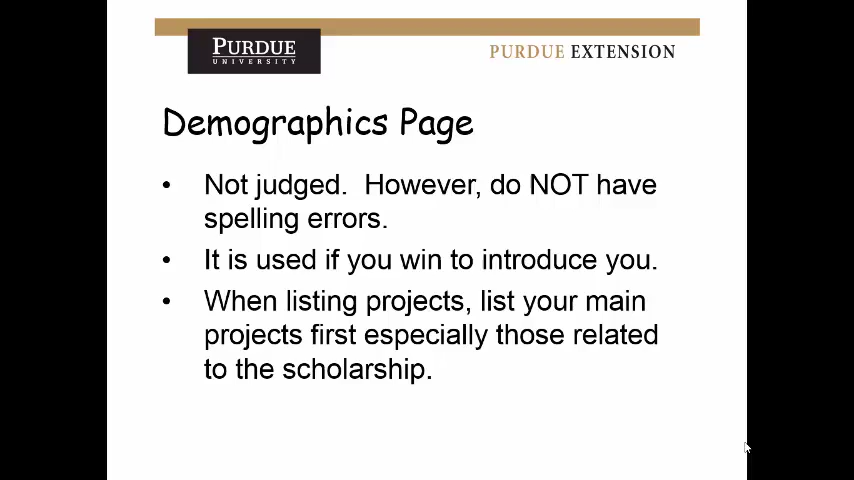 PURDUE
UNIVERSITY
PURDUE EXTENSION
Demographics Page
• Not judged. However, do NOT have
spelling errors.
• It is used if you win to introduce you.
• When listing projects, list your main
projects first especially those related
to the scholarship.